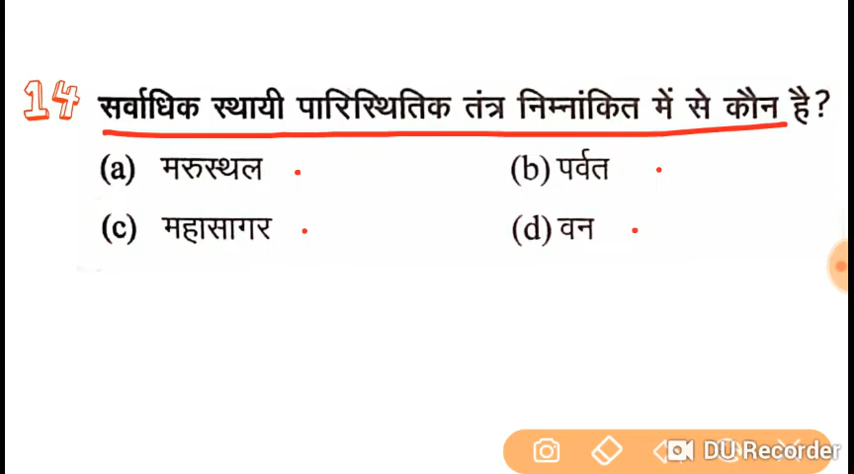 14 सर्वाधिक स्थायी पारिस्थितिक तंत्र निम्नांकित में से कौन है?
(a) मरुस्थल (b) पर्वत
(c) महासागर (d) वन
DU Recorder